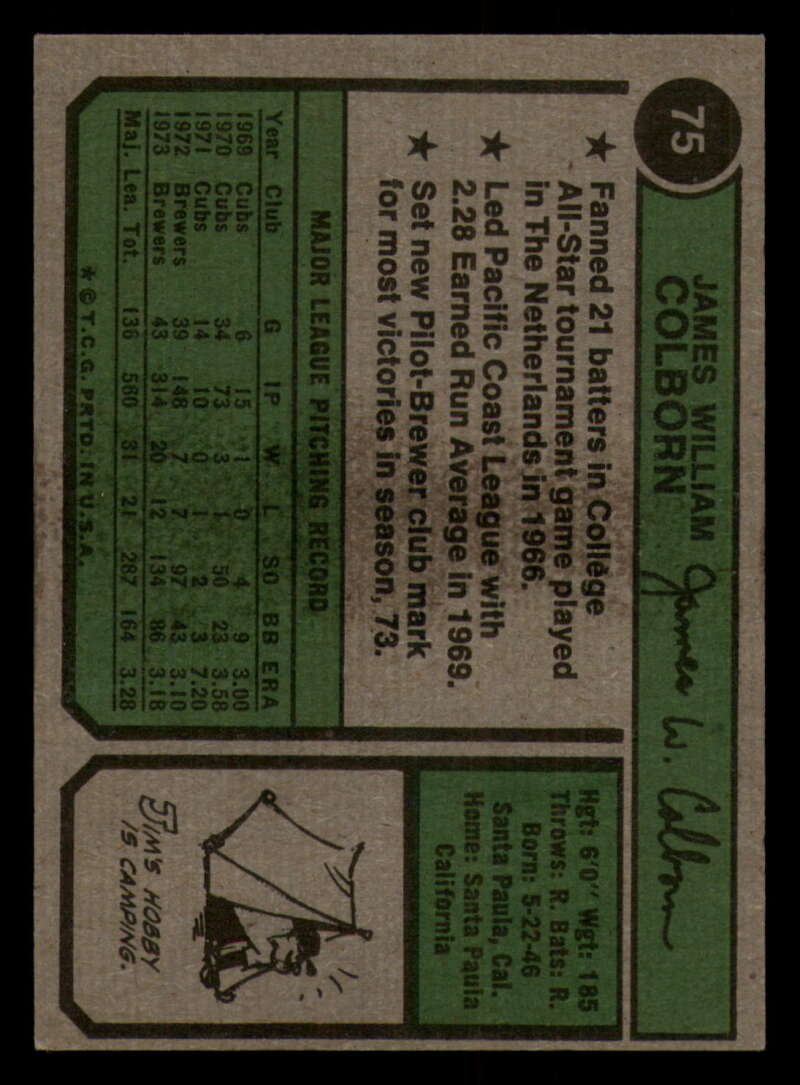 75
JAMES WILLIAM
COLBORN
James W. Colborn
★ Fanned 21 batters in College
All-Star tournament game played
in The Netherlands in 1966.
★ Led Pacific Coast League with
2.28 Earned Run Average in 1969.
★ Set new Pilot-Brewer club mark
for most victories in season, 73.
Hgt: 6'0" Wgt: 185
Throws: R. Bats: R.
Born: 5-22-46
Santa Paula, Cal.
Home: Santa Paula
California
MAJOR LEAGUE PITCHING RECORD
Year Club G IP W L SO BB ERA
1969 Cubs 6 15 1 0 4 9 3.00
1970 Cubs 34 73 3 1 50 23 3.58
1971 Cubs 14 10 0 1 2 3 7.20
1972 Brewers 39 148 7 7 97 43 3.10
1973 Brewers 43 314 20 12 134 86 3.18
Maj. Lea. Tot. 136 560 31 21 287 164 3.28
* © T.C.G. PRTD. IN U.S.A.
JIM'S HOBBY
IS CAMPING.